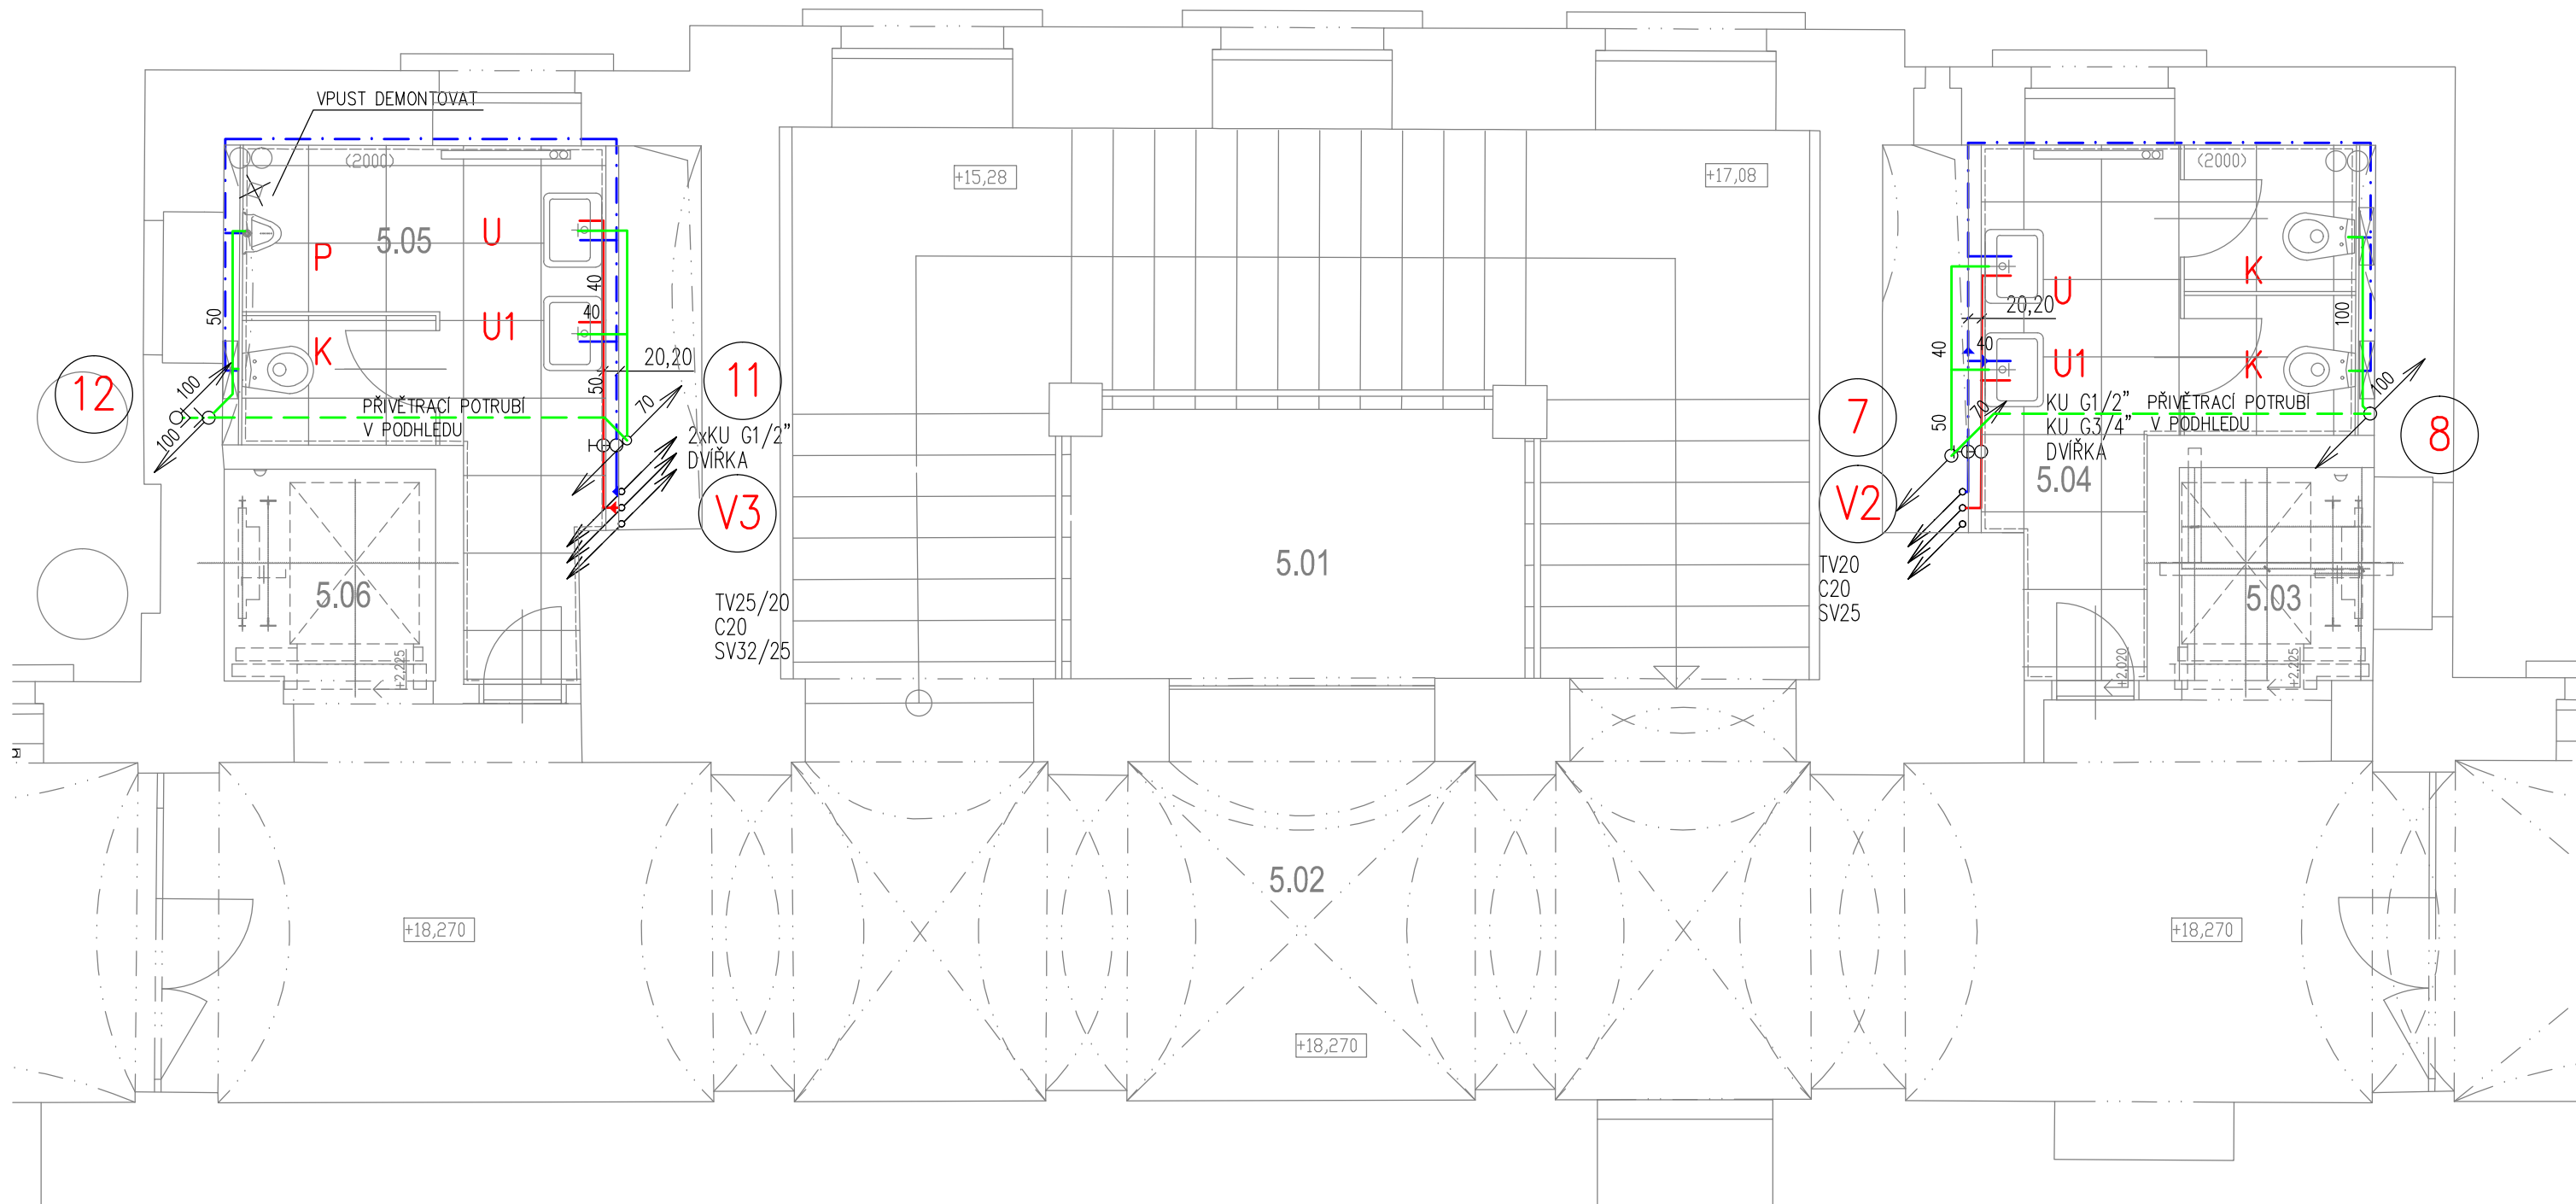 VPUST DEMONTOVAT
(2000)
5.05
P
U
K
U1
50
40
40
50
20,20
12
100
100
PŘIVĚTRACÍ POTRUBÍ
V PODHLEDU
70
11
2xKU G1/2"
DVÍŘKA
V3
TV25/20
C20
SV32/25
5.06
+2,225
+15,28
+17,08
5.01
5.02
+18,270
+18,270
+18,270
(2000)
U
U1
K
K
20,20
40
40
50
70
100
100
7
V2
8
KU G1/2"
KU G3/4"
DVÍŘKA
PŘIVĚTRACÍ POTRUBÍ
V PODHLEDU
5.04
5.03
TV20
C20
SV25
+2,020
+2,225